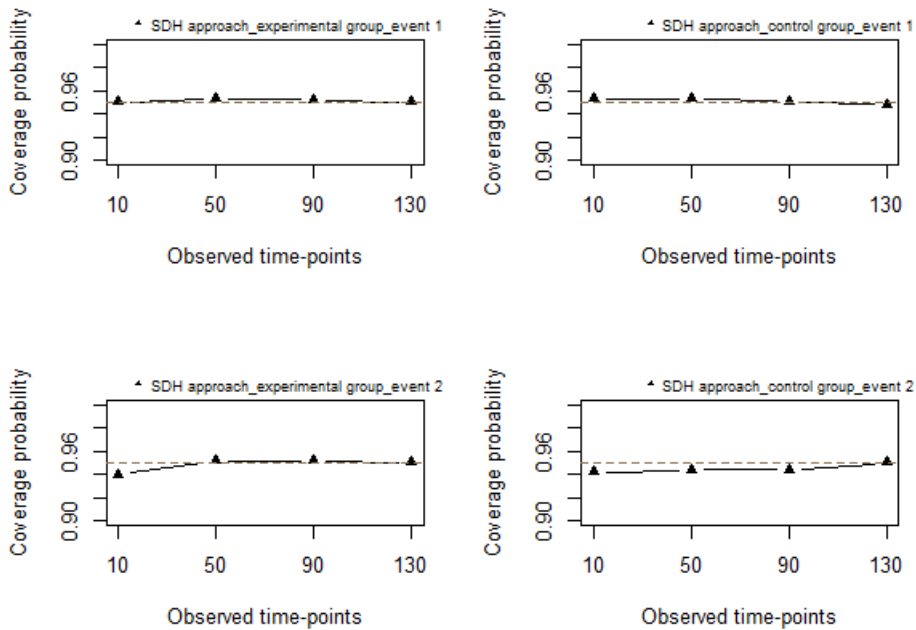 SDH approach_experimental group_event 1
Coverage probability
0.96
0.90
10 50 90 130
Observed time-points
SDH approach_control group_event 1
Coverage probability
0.96
0.90
10 50 90 130
Observed time-points
SDH approach_experimental group_event 2
Coverage probability
0.96
0.90
10 50 90 130
Observed time-points
SDH approach_control group_event 2
Coverage probability
0.96
0.90
10 50 90 130
Observed time-points